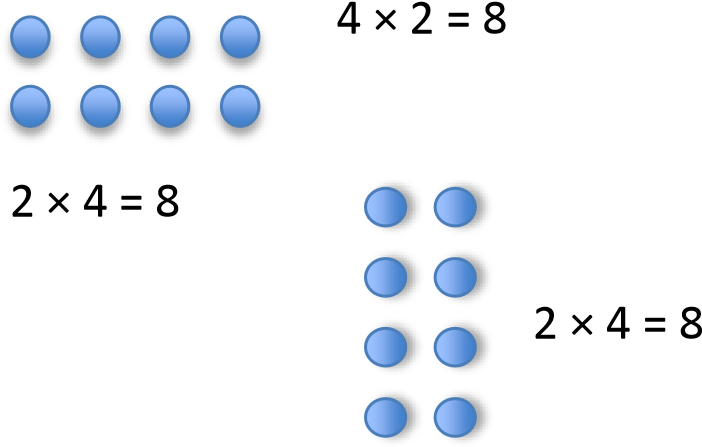 4 × 2 = 8
2 × 4 = 8
2 × 4 = 8